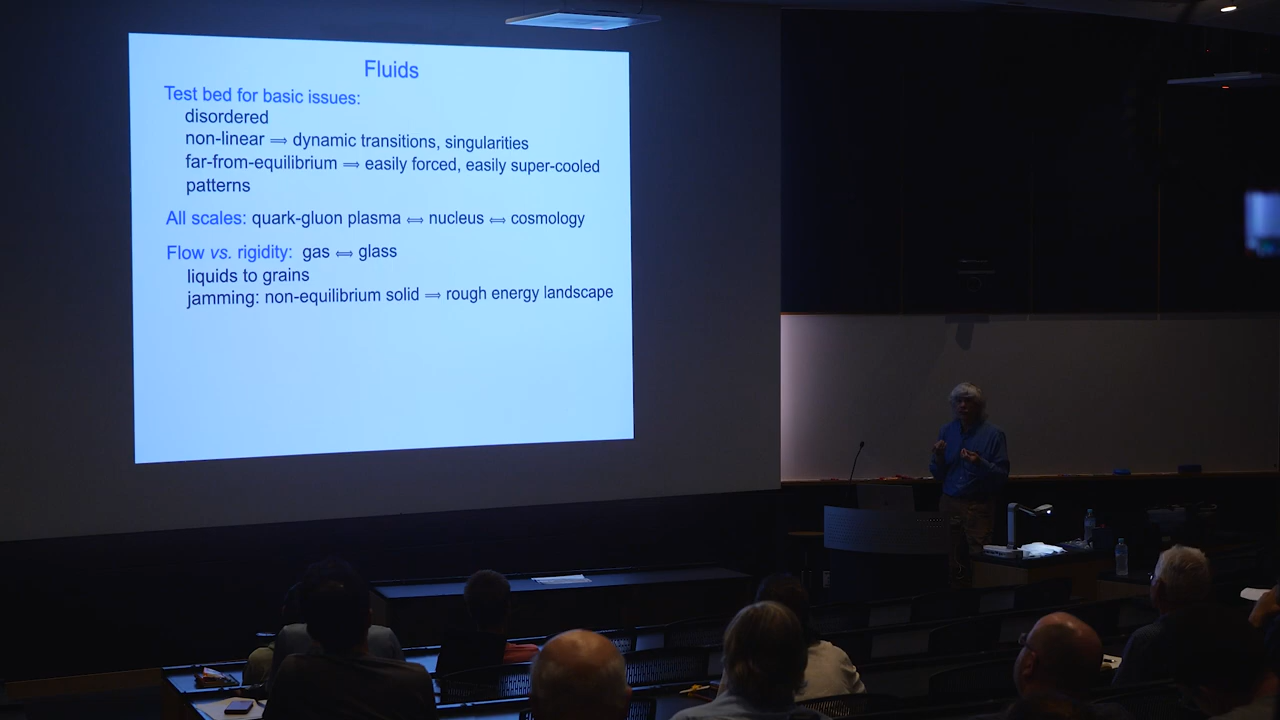 Fluids
Test bed for basic issues:
disordered
non-linear ⟹ dynamic transitions, singularities
far-from-equilibrium ⟹ easily forced, easily super-cooled
patterns
All scales: quark-gluon plasma ⟺ nucleus ⟺ cosmology
Flow vs. rigidity: gas ⟺ glass
liquids to grains
jamming: non-equilibrium solid ⟹ rough energy landscape